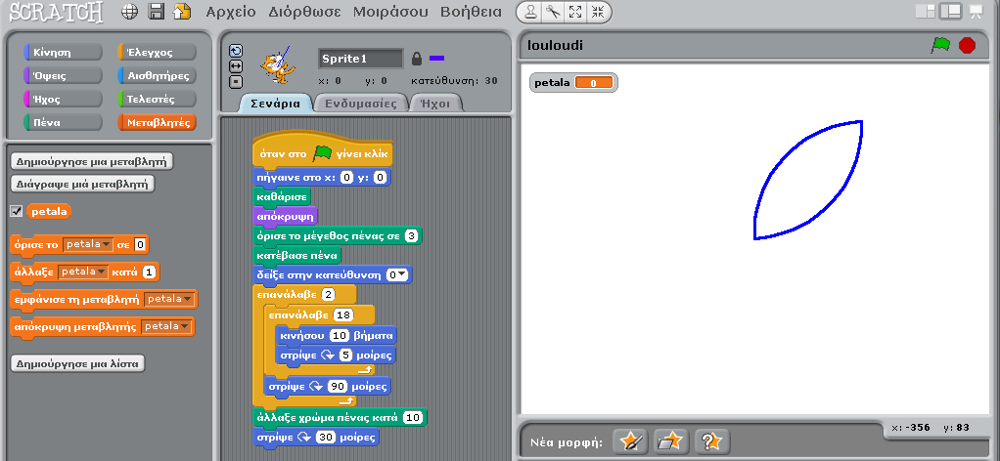 SCRATCH Αρχείο Διόρθωσε Μοιράσου Βοήθεια
Κίνηση Έλεγχος
Όψεις Αισθητήρες
Ήχος Τελεστές
Πένα Μεταβλητές
Δημιούργησε μια μεταβλητή
Διάγραψε μιά μεταβλητή
petala
όρισε το petala σε 0
άλλαξε petala κατά 1
εμφάνισε τη μεταβλητή petala
απόκρυψη μεταβλητής petala
Δημιούργησε μια λίστα
Sprite1
x: 0 y: 0 κατεύθυνση: 30
Σενάρια Ενδυμασίες Ήχοι
όταν στο γίνει κλίκ
πήγαινε στο x: 0 y: 0
καθάρισε
απόκρυψη
όρισε το μέγεθος πένας σε 3
κατέβασε πένα
δείξε στην κατεύθυνση 0
επανάλαβε 2
επανάλαβε 18
κινήσου 10 βήματα
στρίψε 5 μοίρες
στρίψε 90 μοίρες
άλλαξε χρώμα πένας κατά 10
στρίψε 30 μοίρες
louloudi
petala 0
x: -356 y: 83
Νέα μορφή: